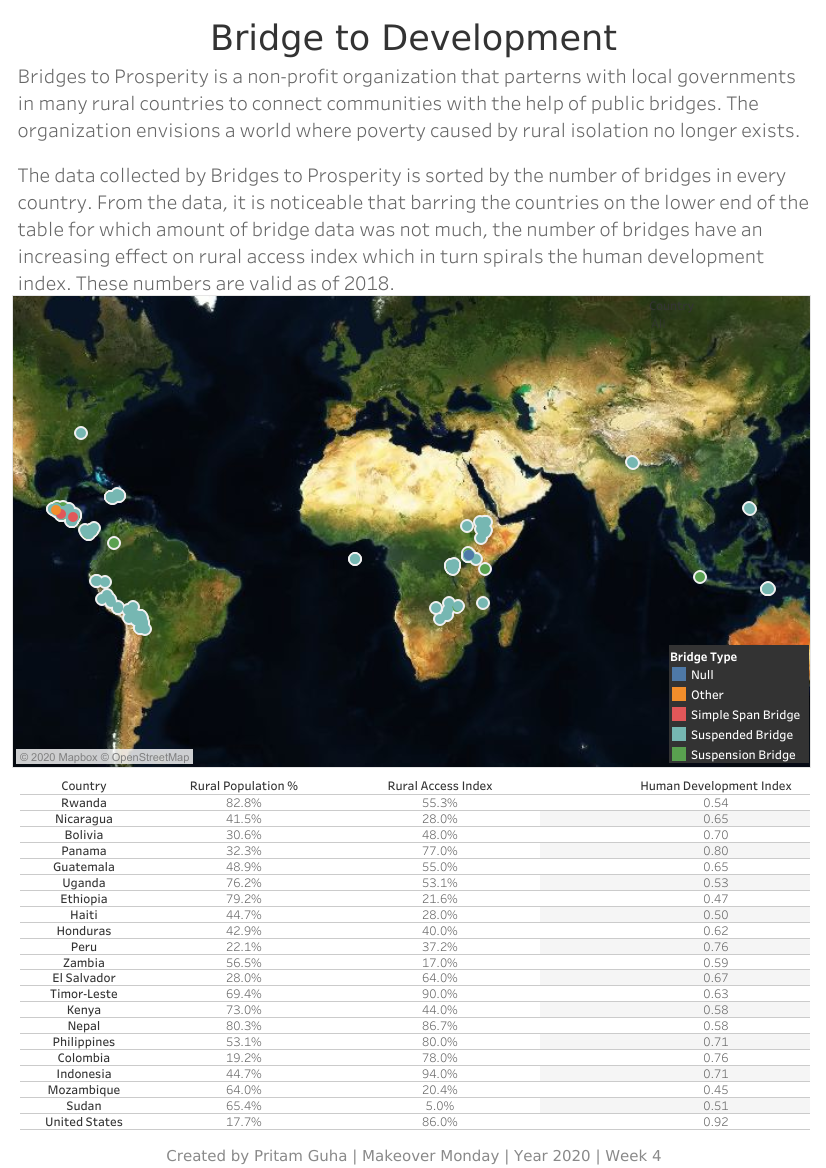 Bridge to Development
Bridges to Prosperity is a non-profit organization that parterns with local governments
in many rural countries to connect communities with the help of public bridges. The
organization envisions a world where poverty caused by rural isolation no longer exists.
The data collected by Bridges to Prosperity is sorted by the number of bridges in every
country. From the data, it is noticeable that barring the countries on the lower end of the
table for which amount of bridge data was not much, the number of bridges have an
increasing effect on rural access index which in turn spirals the human development
index. These numbers are valid as of 2018.
Bridge Type
Null
Other
Simple Span Bridge
Suspended Bridge
Suspension Bridge
© 2020 Mapbox © OpenStreetMap
Country Rural Population % Rural Access Index Human Development Index
Rwanda 82.8% 55.3% 0.54
Nicaragua 41.5% 28.0% 0.65
Bolivia 30.6% 48.0% 0.70
Panama 32.3% 77.0% 0.80
Guatemala 48.9% 55.0% 0.65
Uganda 76.2% 53.1% 0.53
Ethiopia 79.2% 21.6% 0.47
Haiti 44.7% 28.0% 0.50
Honduras 42.9% 40.0% 0.62
Peru 22.1% 37.2% 0.76
Zambia 56.5% 17.0% 0.59
El Salvador 28.0% 64.0% 0.67
Timor-Leste 69.4% 90.0% 0.63
Kenya 73.0% 44.0% 0.58
Nepal 80.3% 86.7% 0.58
Philippines 53.1% 80.0% 0.71
Colombia 19.2% 78.0% 0.76
Indonesia 44.7% 94.0% 0.71
Mozambique 64.0% 20.4% 0.45
Sudan 65.4% 5.0% 0.51
United States 17.7% 86.0% 0.92
Created by Pritam Guha | Makeover Monday | Year 2020 | Week 4